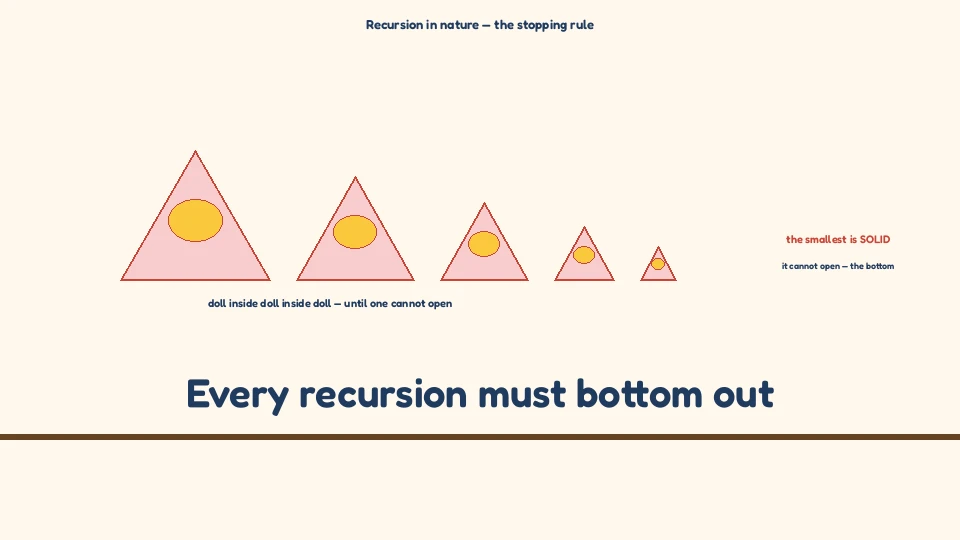 Recursion in nature — the stopping rule
the smallest is SOLID
it cannot open — the bottom
doll inside doll inside doll — until one cannot open
Every recursion must bottom out